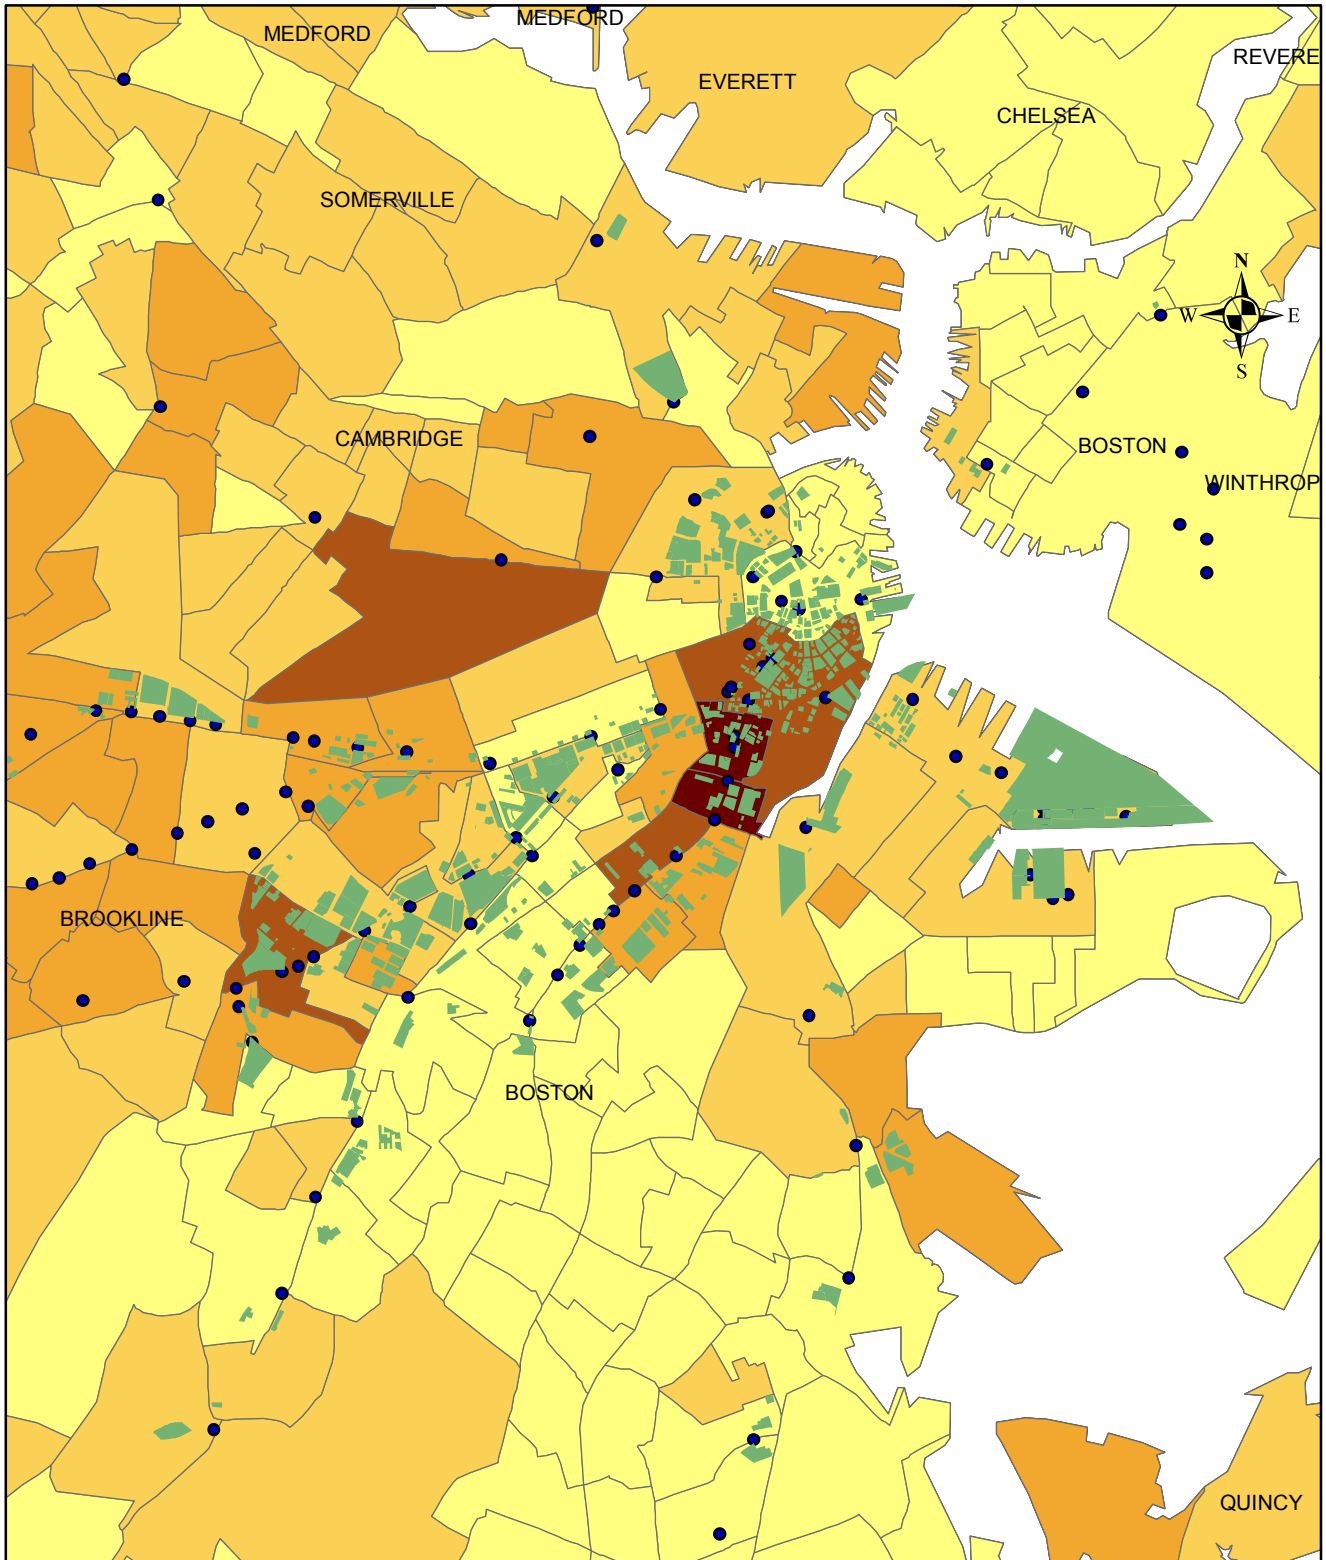 MEDFORD
MEDFORD
REVERE
EVERETT
CHELSEA
SOMERVILLE
N
W
E
S
CAMBRIDGE
BOSTON
WINTHROP
BROOKLINE
BOSTON
QUINCY